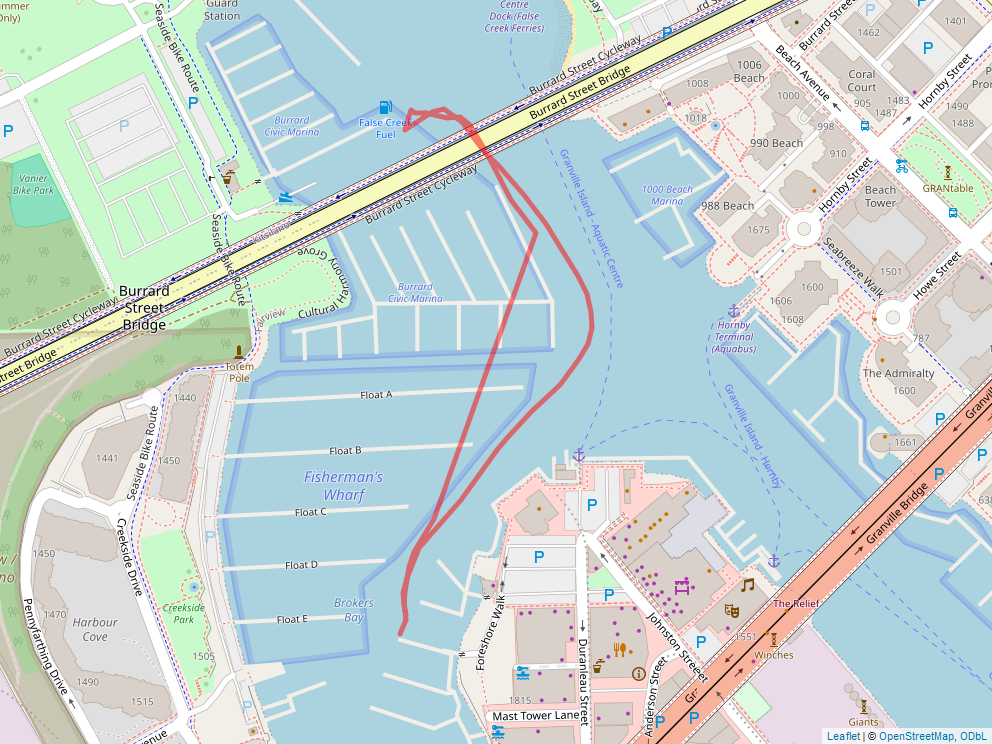 Guard
Station
Centre
Dock (False
Creek Ferries)
Seaside Bike Route
Burrard Street Cycleway
Burrard Street Bridge
Burrard Street
Beach Avenue
Hornby Street
1462
1401
1006
Beach
1008
1018
1000
Coral
Court
905
1483
1487
1490
1488
998
910
990 Beach
P
P
P
P
P
P
False Creek
Fuel
Burrard
Civic Marina
Vanier
Bike Park
Burrard Street Cycleway
Kitsilano
Seaside Bike Route
Cultural Harmony Grove
Fairview
Granville Island - Aquatic Centre
1000 Beach
Marina
988 Beach
1675
Beach
Tower
GRANtable
Hornby Street
Seabreeze Walk
1501
Howe Street
1600
1606
1608
787
Burrard
Civic Marina
Burrard
Street
Bridge
Burrard Street Cycleway
Street Bridge
Totem
Pole
Hornby
Terminal
(Aquabus)
The Admiralty
1600
1661
Granville Island - Hornby
Granville Bridge
1440
1441
1450
Seaside Bike Route
Creekside Drive
Float A
Float B
Fisherman's
Wharf
Float C
Float D
Float E
Brokers
Bay
1450
1470
Harbour
Cove
1490
1515
1505
Creekside
Park
Pennyfarthing Drive
P
P
P
P
P
P
P
P
P
P
P
Foreshore Walk
Duranleau Street
Johnston Street
Anderson Street
Mast Tower Lane
1815
1551
The Relief
Winches
Giants
Leaflet | © OpenStreetMap, ODbL